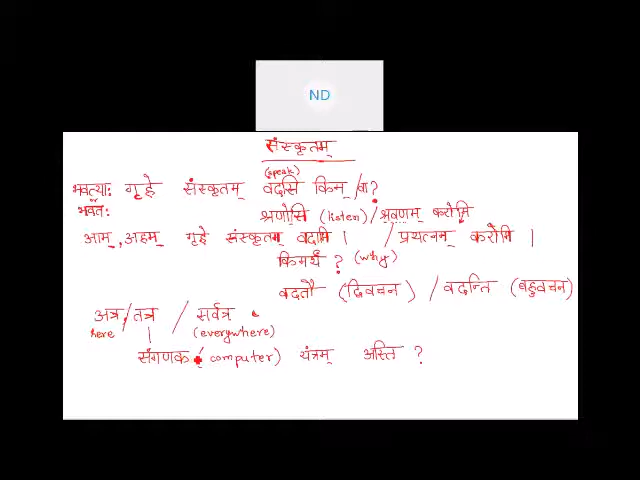 ND
संस्कृतम्
(speak)
भवत्याः गृहे संस्कृतम् वदसि किम् / वा ?
भवतः
श्रणोसि (listen) / श्रवणम् करोमि
आम् , अहम् गृहे संस्कृतम् वदामि । / प्रयत्नम् करोमि ।
किमर्थं ? (why)
वदतौ (द्विवचन) / वदन्ति (बहुवचन)
अत्र / तत्र / सर्वत्र
here (everywhere)
संगणक (computer) यंत्रम् अस्ति ?